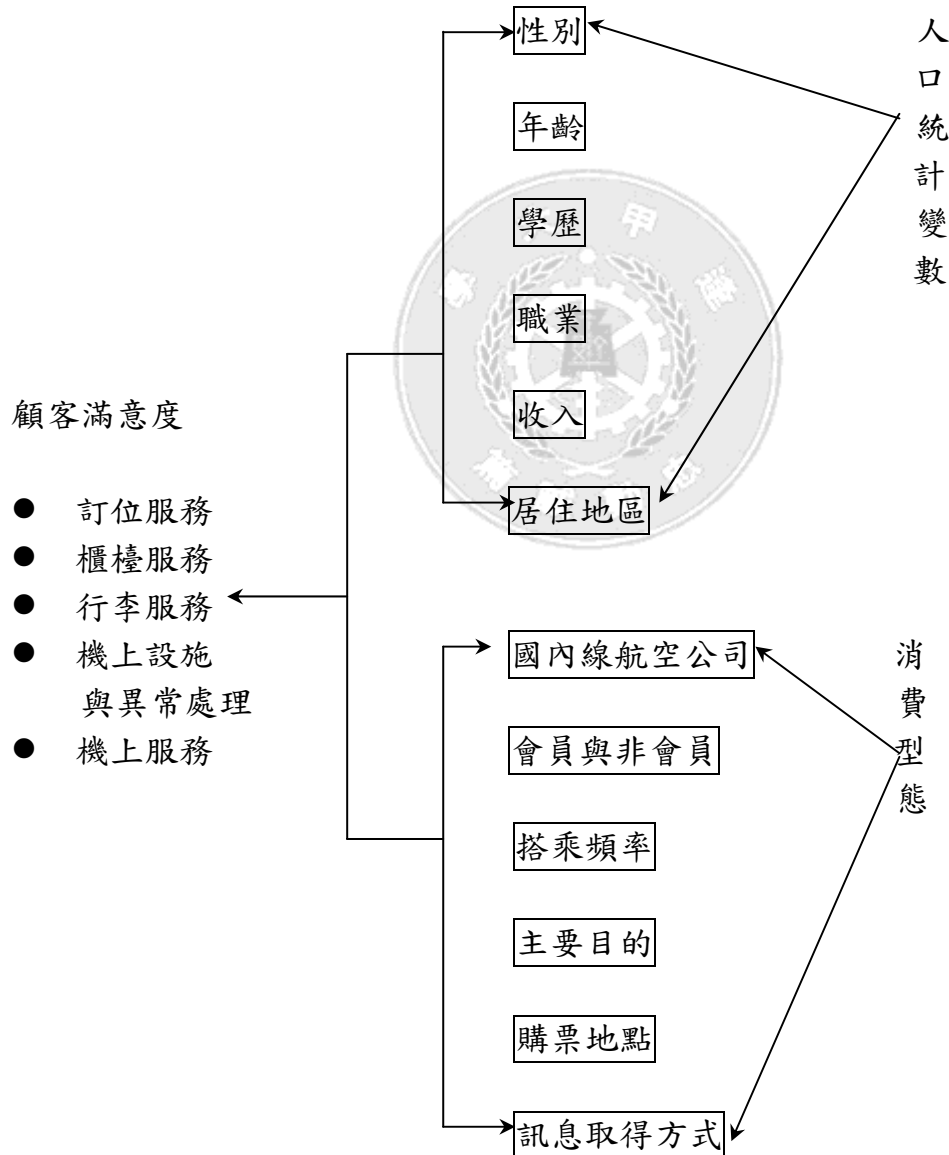 性別
年齡
學歷
職業
收入
居住地區
人口統計變數
顧客滿意度
● 訂位服務
● 櫃檯服務
● 行李服務
● 機上設施
與異常處理
● 機上服務
國內線航空公司
會員與非會員
搭乘頻率
主要目的
購票地點
訊息取得方式
消費型態